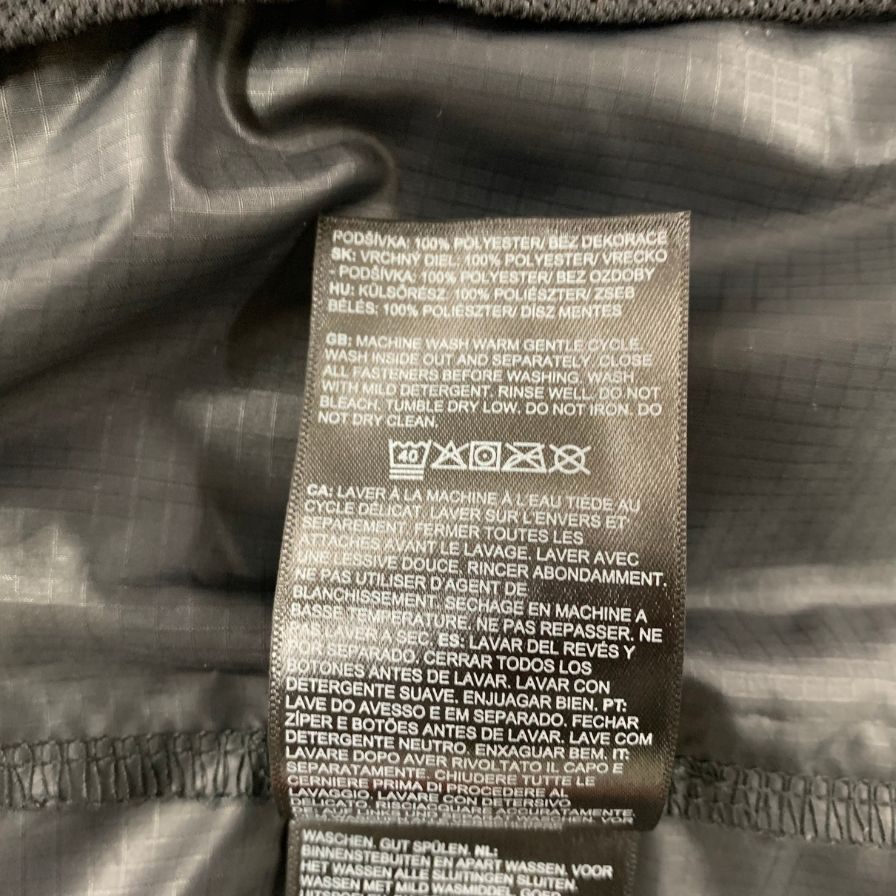 PODŠÍVKA: 100% POLYESTER/ BEZ DEKORACE
SK: VRCHNÝ DIEL: 100% POLYESTER/ VRECKO
- PODŠÍVKA: 100% POLYESTER/ BEZ OZDOBY
HU: KÜLSŐRÉSZ: 100% POLIÉSZTER/ ZSEB
BÉLÉS: 100% POLIÉSZTER/ DÍSZ MENTES
GB: MACHINE WASH WARM GENTLE CYCLE.
WASH INSIDE OUT AND SEPARATELY. CLOSE
ALL FASTENERS BEFORE WASHING. WASH
WITH MILD DETERGENT. RINSE WELL. DO NOT
BLEACH. TUMBLE DRY LOW. DO NOT IRON. DO
NOT DRY CLEAN.
40
CA: LAVER À LA MACHINE À L'EAU TIÈDE AU
CYCLE DÉLICAT. LAVER SUR L'ENVERS ET
SÉPAREMENT. FERMER TOUTES LES
ATTACHES AVANT LE LAVAGE. LAVER AVEC
UNE LESSIVE DOUCE. RINCER ABONDAMMENT.
NE PAS UTILISER D'AGENT DE
BLANCHISSEMENT. SECHAGE EN MACHINE A
BASSE TEMPÉRATURE. NE PAS REPASSER. NE
PAS LAVER A SEC. ES: LAVAR DEL REVÉS Y
POR SEPARADO. CERRAR TODOS LOS
BOTONES ANTES DE LAVAR. LAVAR CON
DETERGENTE SUAVE. ENJUAGAR BIEN. PT:
LAVE DO AVESSO E EM SEPARADO. FECHAR
ZÍPER E BOTÕES ANTES DE LAVAR. LAVE COM
DETERGENTE NEUTRO. ENXAGUAR BEM. IT:
LAVARE DOPO AVER RIVOLTATO IL CAPO E
SEPARATAMENTE. CHIUDERE TUTTE LE
CERNIERE PRIMA DI PROCEDERE AL
LAVAGGIO. LAVARE CON DETERSIVO
DELICATO. RISCIACQUARE ACCURATAMENTE.
WASCHEN. GUT SPÜLEN. NL:
BINNENSTEBUITEN EN APART WASSEN. VOOR
HET WASSEN ALLE SLUITINGEN SLUITEN.
WASSEN MET MILD WASMIDDEL. GOED